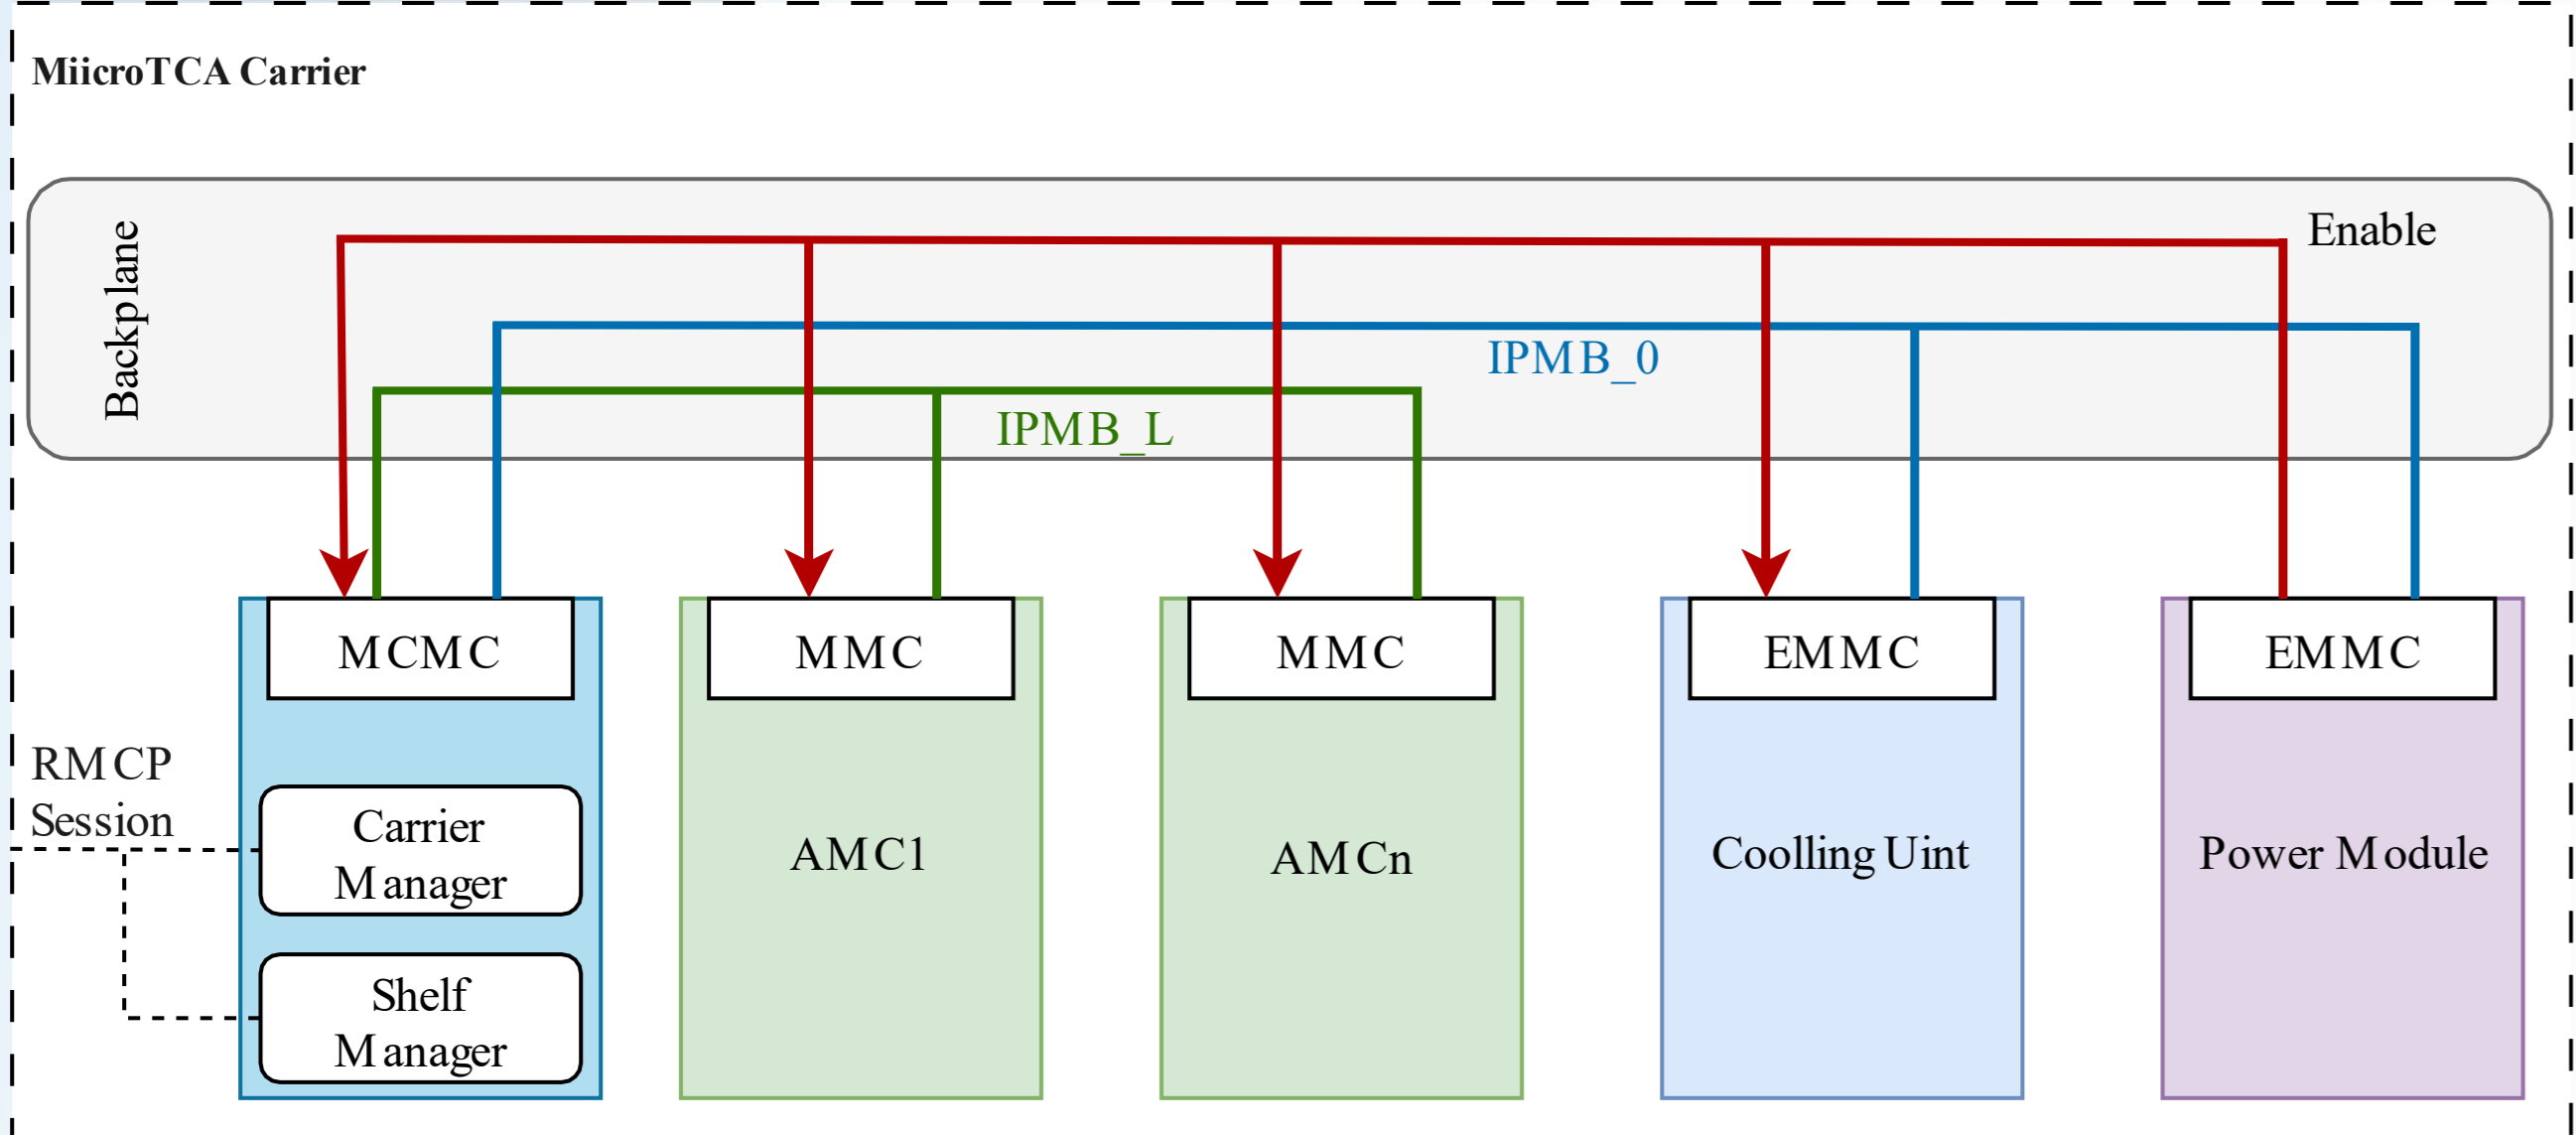 MiicroTCA Carrier
Backplane
Enable
IPMB_0
IPMB_L
MCMC
MMC
MMC
EMMC
EMMC
RMCP
Session
Carrier
Manager
Shelf
Manager
AMC1
AMCn
Coolling Uint
Power Module